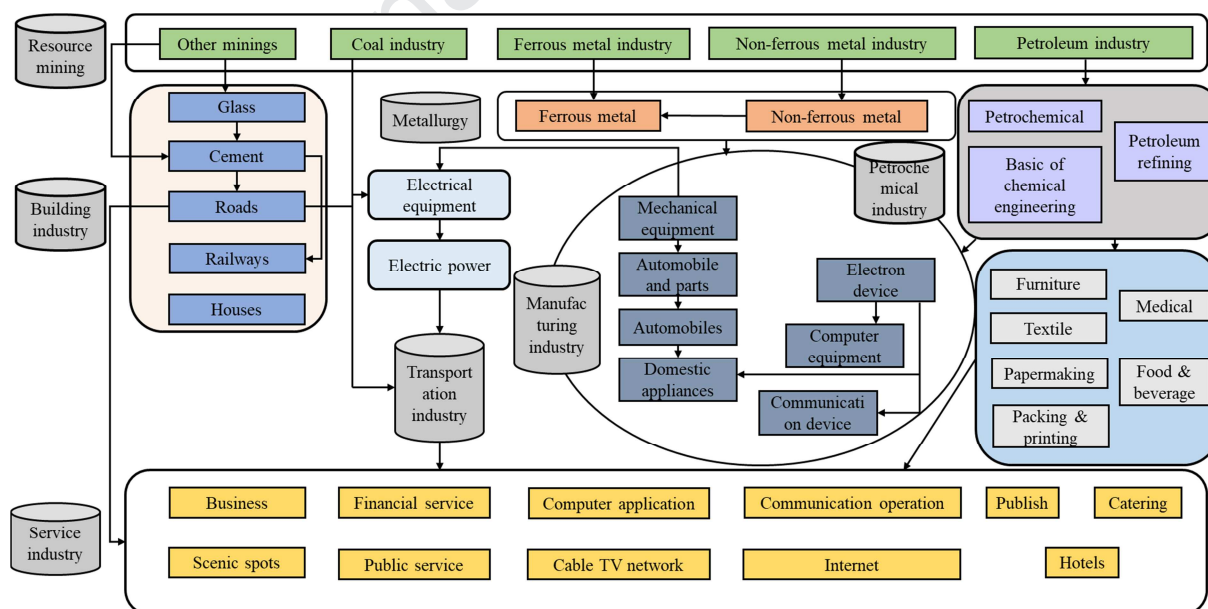 Resource
mining
Other minings
Coal industry
Ferrous metal industry
Non-ferrous metal industry
Petroleum industry
Glass
Cement
Roads
Railways
Houses
Building
industry
Metallurgy
Ferrous metal
Non-ferrous metal
Electrical
equipment
Electric power
Transport
ation
industry
Manufac
turing
industry
Mechanical
equipment
Automobile
and parts
Automobiles
Domestic
appliances
Electron
device
Computer
equipment
Communicati
on device
Petroche
mical
industry
Petrochemical
Basic of
chemical
engineering
Petroleum
refining
Furniture
Textile
Papermaking
Packing &
printing
Medical
Food &
beverage
Service
industry
Business
Financial service
Computer application
Communication operation
Publish
Catering
Scenic spots
Public service
Cable TV network
Internet
Hotels